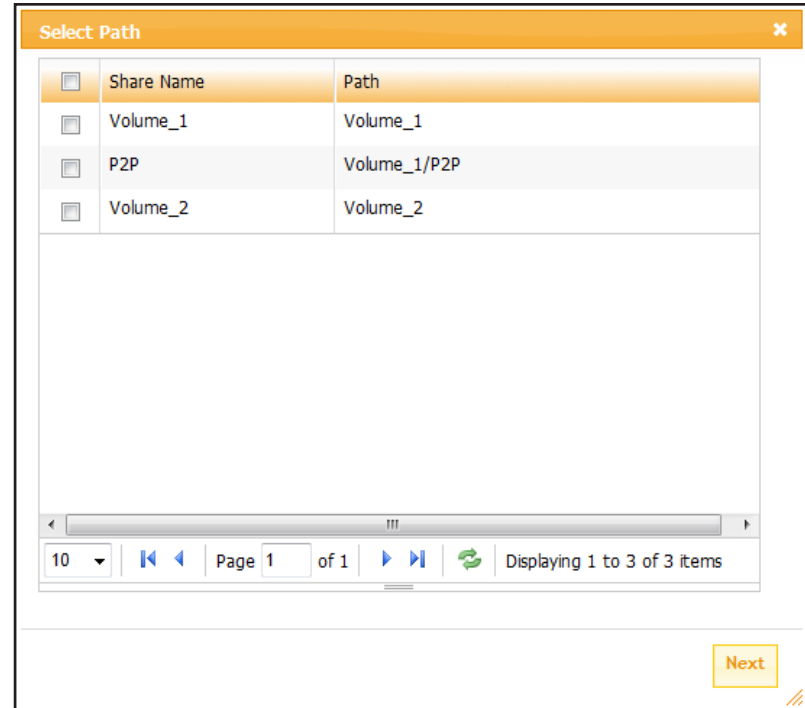 Select Path
Share Name Path
Volume_1 Volume_1
P2P Volume_1/P2P
Volume_2 Volume_2
10 Page 1 of 1 Displaying 1 to 3 of 3 items
Next